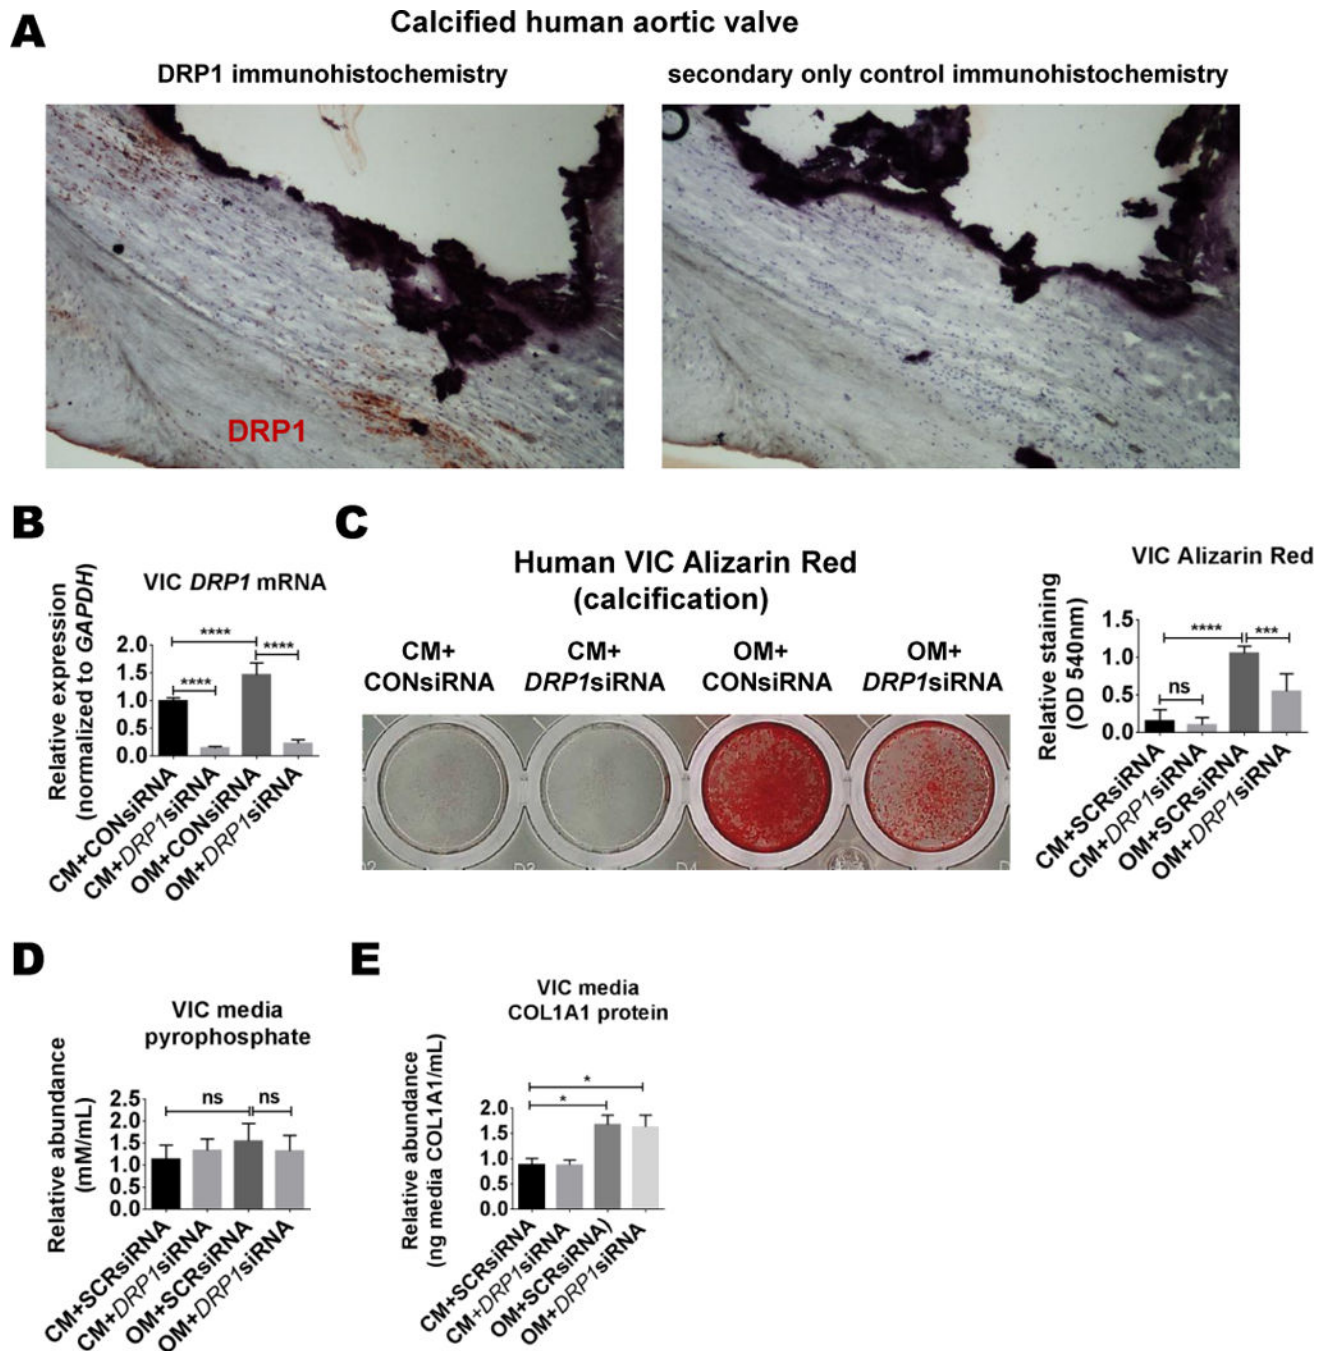 A
Calcified human aortic valve
DRP1 immunohistochemistry
secondary only control immunohistochemistry
DRP1
B
VIC DRP1 mRNA
Relative expression
(normalized to GAPDH)
2.0
1.5
1.0
0.5
0.0
****
****
****
CM+CONsiRNA
CM+DRP1siRNA
OM+CONsiRNA
OM+DRP1siRNA
C
Human VIC Alizarin Red
(calcification)
CM+
CONsiRNA
CM+
DRP1siRNA
OM+
CONsiRNA
OM+
DRP1siRNA
D3
D4
VIC Alizarin Red
Relative staining
(OD 540nm)
1.5
1.0
0.5
0.0
ns
****
***
CM+SCRsiRNA
CM+DRP1siRNA
OM+SCRsiRNA
OM+DRP1siRNA
D
VIC media
pyrophosphate
Relative abundance
(mM/mL)
2.5
2.0
1.5
1.0
0.5
0.0
ns
ns
CM+SCRsiRNA
CM+DRP1siRNA
OM+SCRsiRNA
OM+DRP1siRNA
E
VIC media
COL1A1 protein
Relative abundance
(ng media COL1A1/mL)
2.0
1.5
1.0
0.5
0.0
*
*
CM+SCRsiRNA
CM+DRP1siRNA
OM+SCRsiRNA)
OM+DRP1siRNA